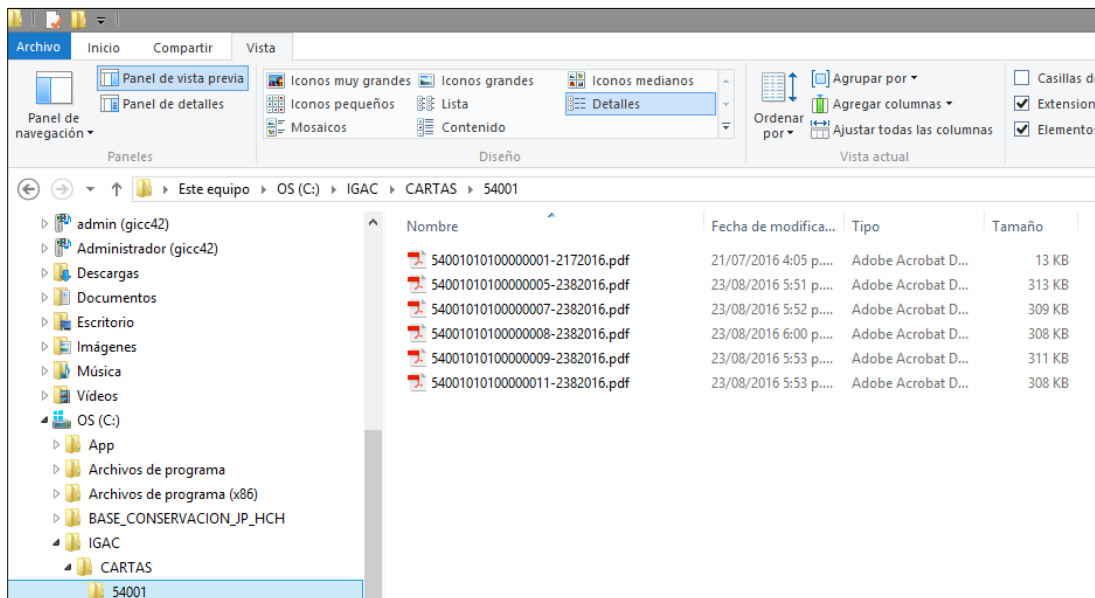 Archivo Inicio Compartir Vista
Panel de navegación
Panel de vista previa
Panel de detalles
Paneles
Iconos muy grandes Iconos grandes Iconos medianos
Iconos pequeños Lista Detalles
Mosaicos Contenido
Diseño
Ordenar por
Agrupar por
Agregar columnas
Ajustar todas las columnas
Vista actual
Casillas d
Extension
Elemento
Este equipo OS (C:) IGAC CARTAS 54001
admin (gicc42)
Administrador (gicc42)
Descargas
Documentos
Escritorio
Imágenes
Música
Vídeos
OS (C:)
App
Archivos de programa
Archivos de programa (x86)
BASE_CONSERVACION_JP_HCH
IGAC
CARTAS
54001
Nombre Fecha de modifica... Tipo Tamaño
54001010100000001-2172016.pdf 21/07/2016 4:05 p.... Adobe Acrobat D... 13 KB
54001010100000005-2382016.pdf 23/08/2016 5:51 p.... Adobe Acrobat D... 313 KB
54001010100000007-2382016.pdf 23/08/2016 5:52 p.... Adobe Acrobat D... 309 KB
54001010100000008-2382016.pdf 23/08/2016 6:00 p.... Adobe Acrobat D... 308 KB
54001010100000009-2382016.pdf 23/08/2016 5:53 p.... Adobe Acrobat D... 311 KB
54001010100000011-2382016.pdf 23/08/2016 5:53 p.... Adobe Acrobat D... 308 KB